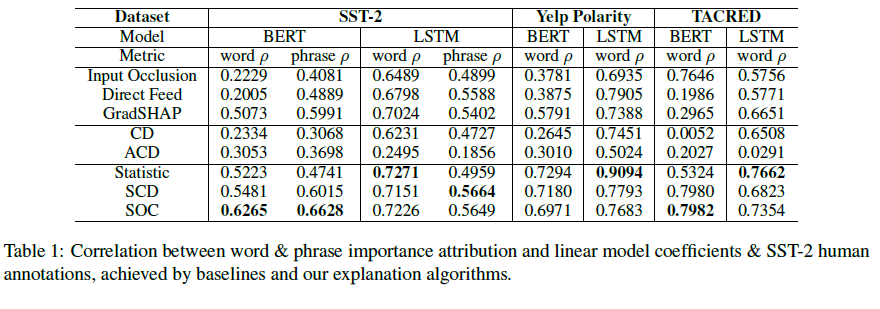 Dataset SST-2 Yelp Polarity TACRED
Model BERT LSTM BERT LSTM BERT LSTM
Metric word ρ phrase ρ word ρ phrase ρ word ρ word ρ word ρ word ρ
Input Occlusion 0.2229 0.4081 0.6489 0.4899 0.3781 0.6935 0.7646 0.5756
Direct Feed 0.2005 0.4889 0.6798 0.5588 0.3875 0.7905 0.1986 0.5771
GradSHAP 0.5073 0.5991 0.7024 0.5402 0.5791 0.7388 0.2965 0.6651
CD 0.2334 0.3068 0.6231 0.4727 0.2645 0.7451 0.0052 0.6508
ACD 0.3053 0.3698 0.2495 0.1856 0.3010 0.5024 0.2027 0.0291
Statistic 0.5223 0.4741 0.7271 0.4959 0.7294 0.9094 0.5324 0.7662
SCD 0.5481 0.6015 0.7151 0.5664 0.7180 0.7793 0.7980 0.6823
SOC 0.6265 0.6628 0.7226 0.5649 0.6971 0.7683 0.7982 0.7354
Table 1: Correlation between word & phrase importance attribution and linear model coefficients & SST-2 human
annotations, achieved by baselines and our explanation algorithms.